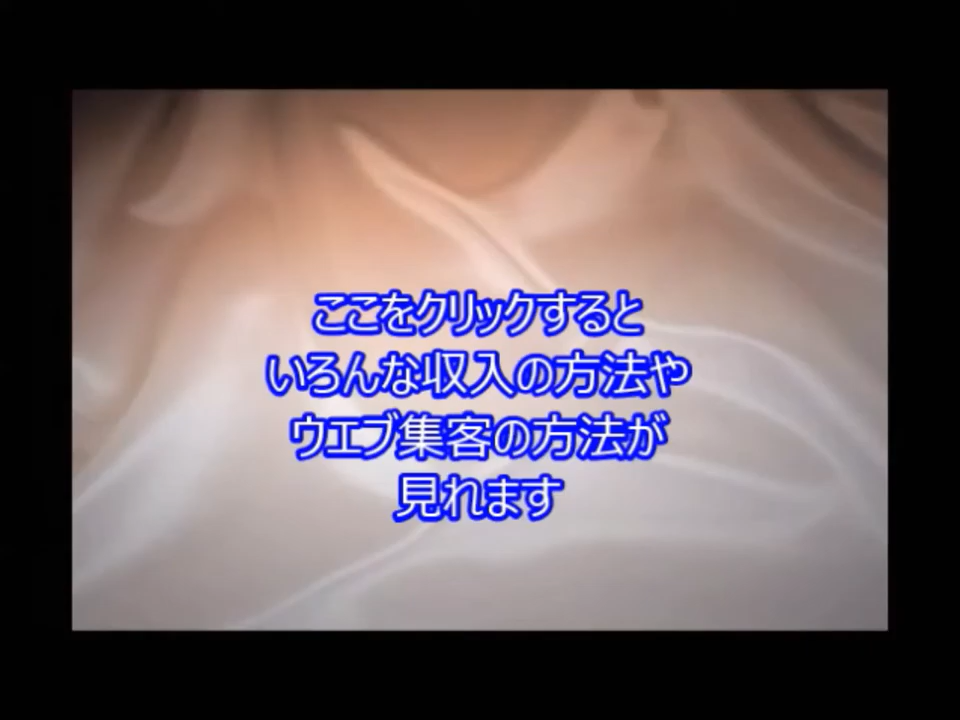 ここをクリックすると
いろんな収入の方法や
ウエブ集客の方法が
見れます